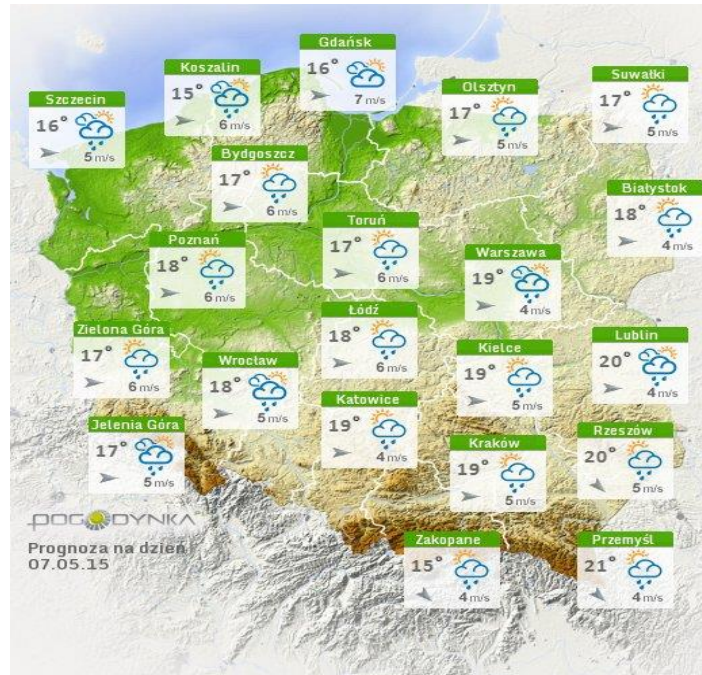 Gdańsk
16°
7 m/s
Koszalin
15°
6 m/s
Szczecin
16°
5 m/s
Olsztyn
17°
5 m/s
Suwałki
17°
5 m/s
Bydgoszcz
17°
6 m/s
Białystok
18°
4 m/s
Toruń
17°
6 m/s
Poznań
18°
6 m/s
Warszawa
19°
4 m/s
Łódź
18°
6 m/s
Zielona Góra
17°
6 m/s
Wrocław
18°
5 m/s
Kielce
19°
5 m/s
Lublin
20°
4 m/s
Katowice
19°
4 m/s
Jelenia Góra
17°
5 m/s
Kraków
19°
5 m/s
Rzeszów
20°
5 m/s
POGODYNKA
Prognoza na dzień
07.05.15
Zakopane
15°
4 m/s
Przemyśl
21°
4 m/s